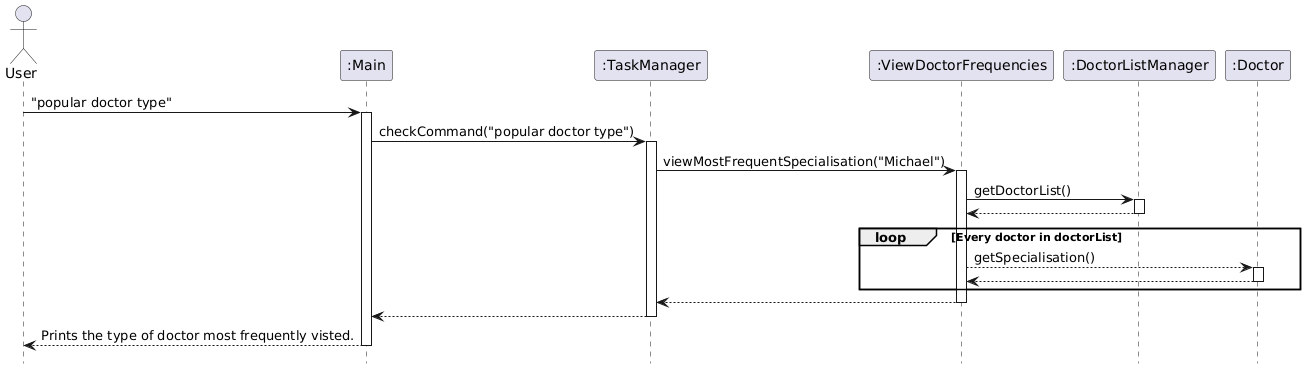 User
:Main
:TaskManager
:ViewDoctorFrequencies
:DoctorListManager
:Doctor
"popular doctor type"
checkCommand("popular doctor type")
viewMostFrequentSpecialisation("Michael")
getDoctorList()
loop [Every doctor in doctorList]
getSpecialisation()
Prints the type of doctor most frequently visted.